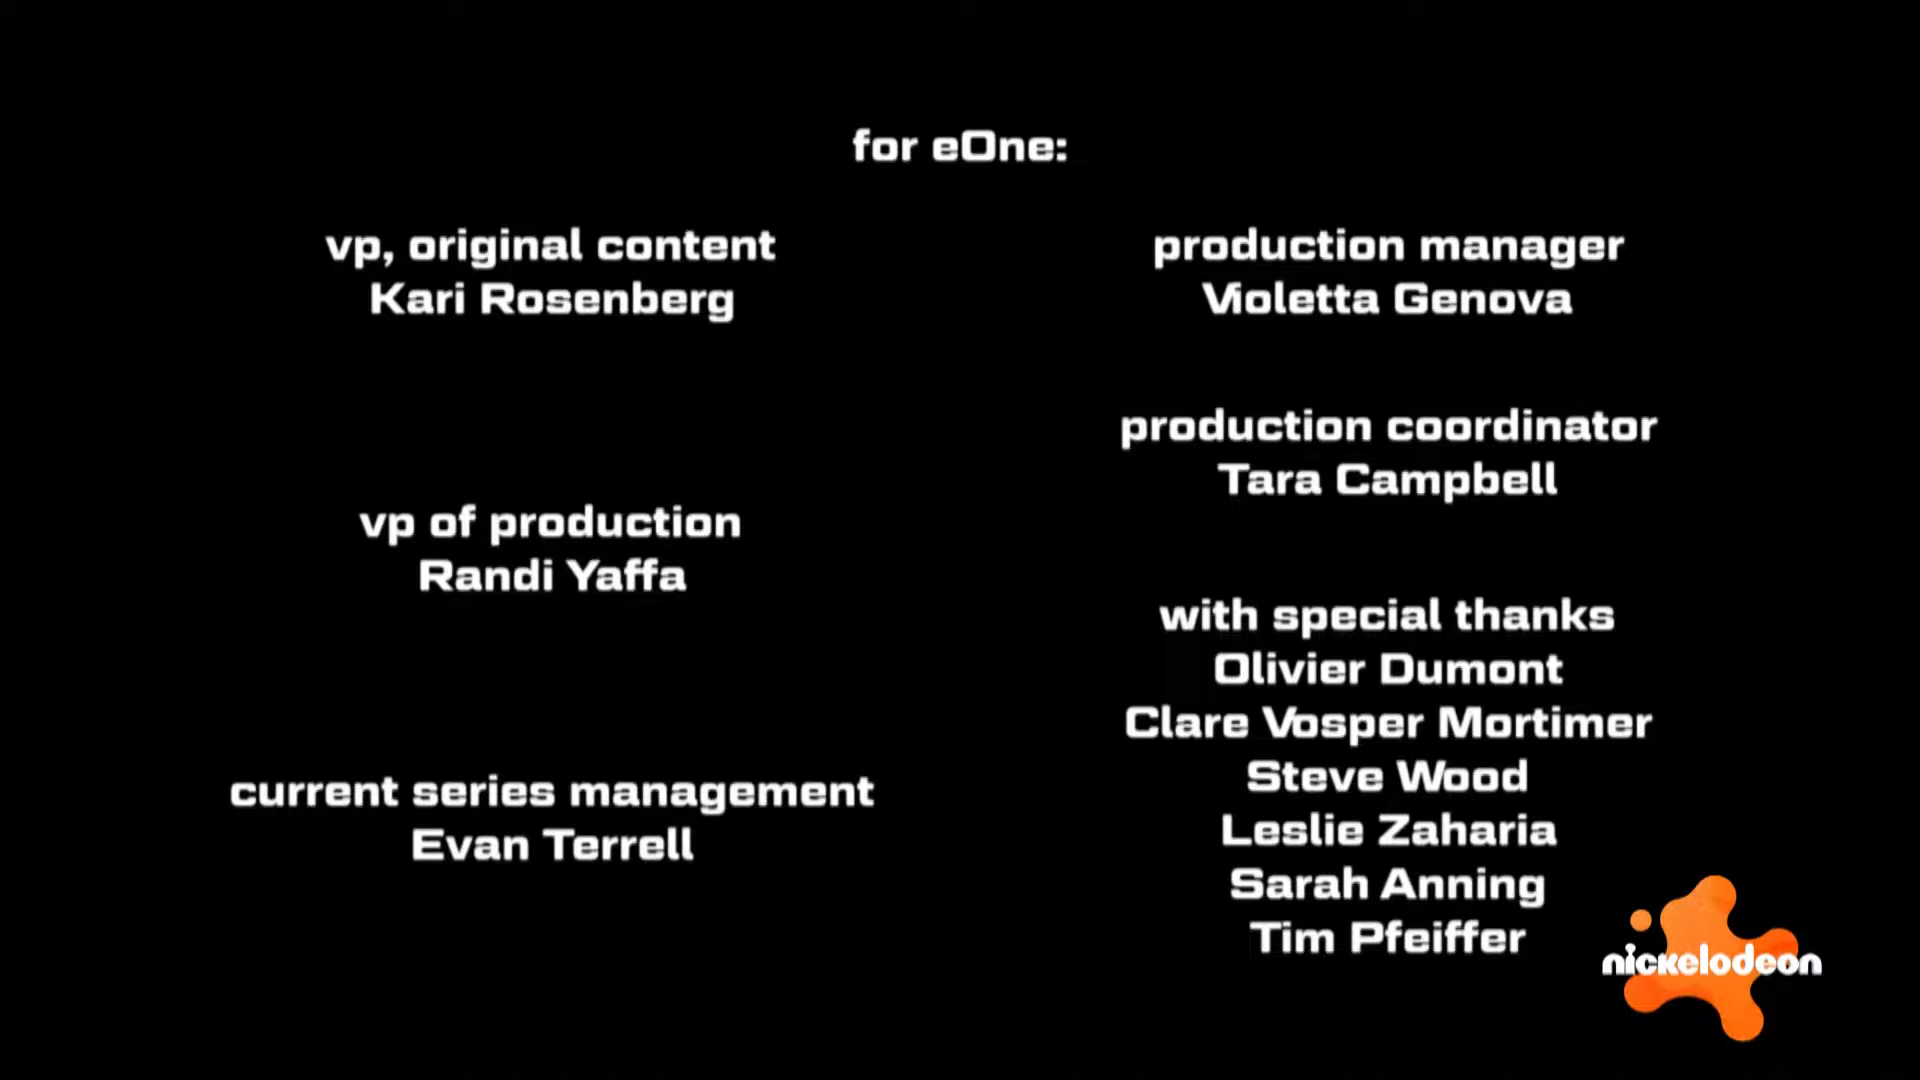 for eOne:
vp, original content
Kari Rosenberg
vp of production
Randi Yaffa
current series management
Evan Terrell
production manager
Violetta Genova
production coordinator
Tara Campbell
with special thanks
Olivier Dumont
Clare Vosper Mortimer
Steve Wood
Leslie Zaharia
Sarah Anning
Tim Pfeiffer
nickelodeon